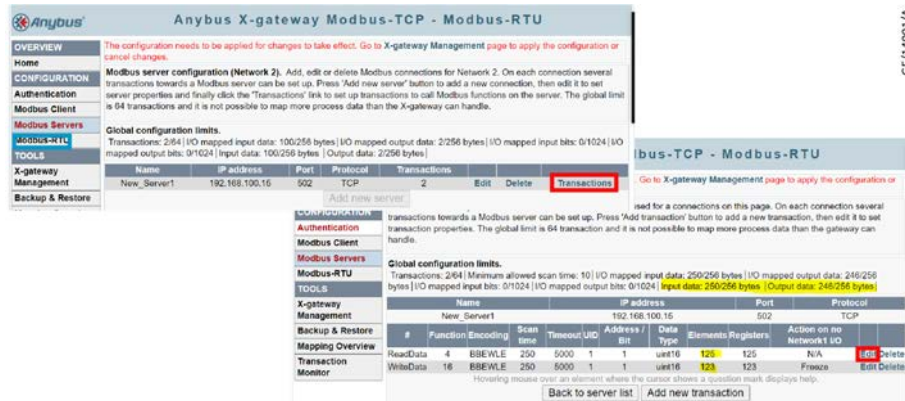 Anybus
Anybus X-gateway Modbus-TCP - Modbus-RTU
OVERVIEW
Home
CONFIGURATION
Authentication
Modbus Client
Modbus Servers
Modbus-RTU
TOOLS
X-gateway
Management
Backup & Restore
The configuration needs to be applied for changes to take effect. Go to X-gateway Management page to apply the configuration or
cancel changes.
Modbus server configuration (Network 2). Add, edit or delete Modbus connections for Network 2. On each connection several
transactions towards a Modbus server can be set up. Press 'Add new server' button to add a new connection, then edit it to set
server properties and finally click the 'Transactions' link to set up transactions to call Modbus functions on the server. The global limit
is 64 transactions and it is not possible to map more process data than the X-gateway can handle.
Global configuration limits.
Transactions: 2/64 | I/O mapped input data: 100/256 bytes | I/O mapped output data: 2/256 bytes | I/O mapped input bits: 0/1024 | I/O
mapped output bits: 0/1024 | Input data: 100/256 bytes | Output data: 2/256 bytes |
Name IP address Port Protocol Transactions
New_Server1 192.168.100.16 502 TCP 2 Edit Delete Transactions
Add new server
bus-TCP - Modbus-RTU
Go to X-gateway Management page to apply the configuration or
used for a connections on this page. On each connection several
transactions towards a Modbus server can be set up. Press 'Add transaction' button to add a new transaction, then edit it to set
transaction properties. The global limit is 64 transaction and it is not possible to map more process data than the gateway can
handle.
CONFIGURATION
Authentication
Modbus Client
Modbus Servers
Modbus-RTU
TOOLS
X-gateway
Management
Backup & Restore
Mapping Overview
Transaction
Monitor
Global configuration limits.
Transactions: 2/64 | Minimum allowed scan time: 10 | I/O mapped input data: 250/256 bytes | I/O mapped output data: 246/256
bytes | I/O mapped input bits: 0/1024 | I/O mapped output bits: 0/1024 | Input data: 250/256 bytes | Output data: 246/256 bytes |
Name IP address Port Protocol
New_Server1 192.168.100.16 502 TCP
# Function Encoding Scan time Timeout UID Address / Bit Data Type Elements Registers Action on no Network1 I/O
ReadData 4 BBEWLE 250 5000 1 1 uint16 125 125 N/A Edit Delete
WriteData 16 BBEWLE 250 5000 1 1 uint16 123 123 Freeze Edit Delete
Hovering mouse over an element where the cursor shows a question mark displays help.
Back to server list Add new transaction